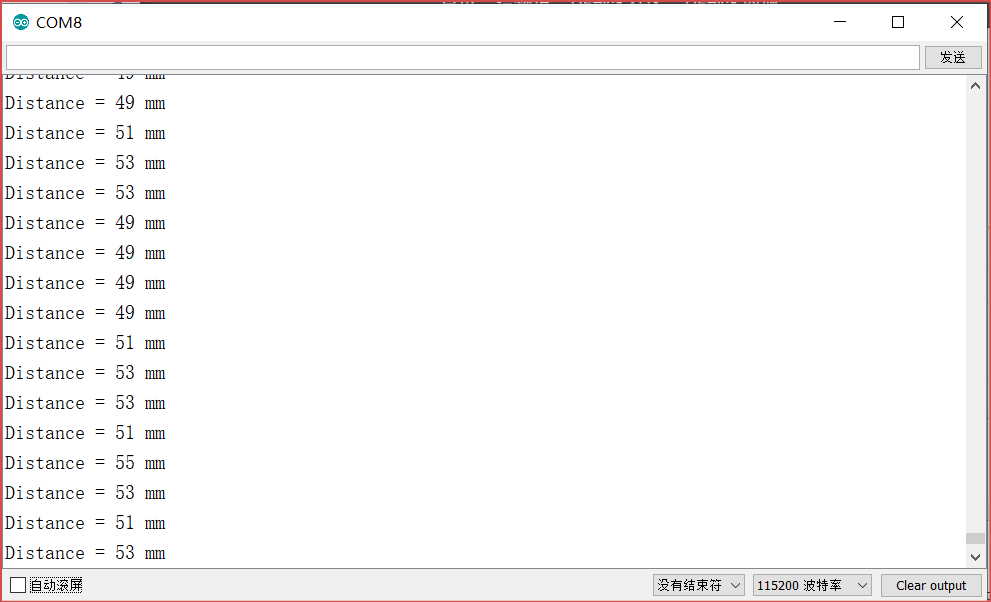 COM8
发送
Distance = 49 mm
Distance = 49 mm
Distance = 51 mm
Distance = 53 mm
Distance = 53 mm
Distance = 49 mm
Distance = 49 mm
Distance = 49 mm
Distance = 49 mm
Distance = 51 mm
Distance = 53 mm
Distance = 53 mm
Distance = 51 mm
Distance = 55 mm
Distance = 53 mm
Distance = 51 mm
Distance = 53 mm
自动滚屏 没有结束符 115200 波特率 Clear output